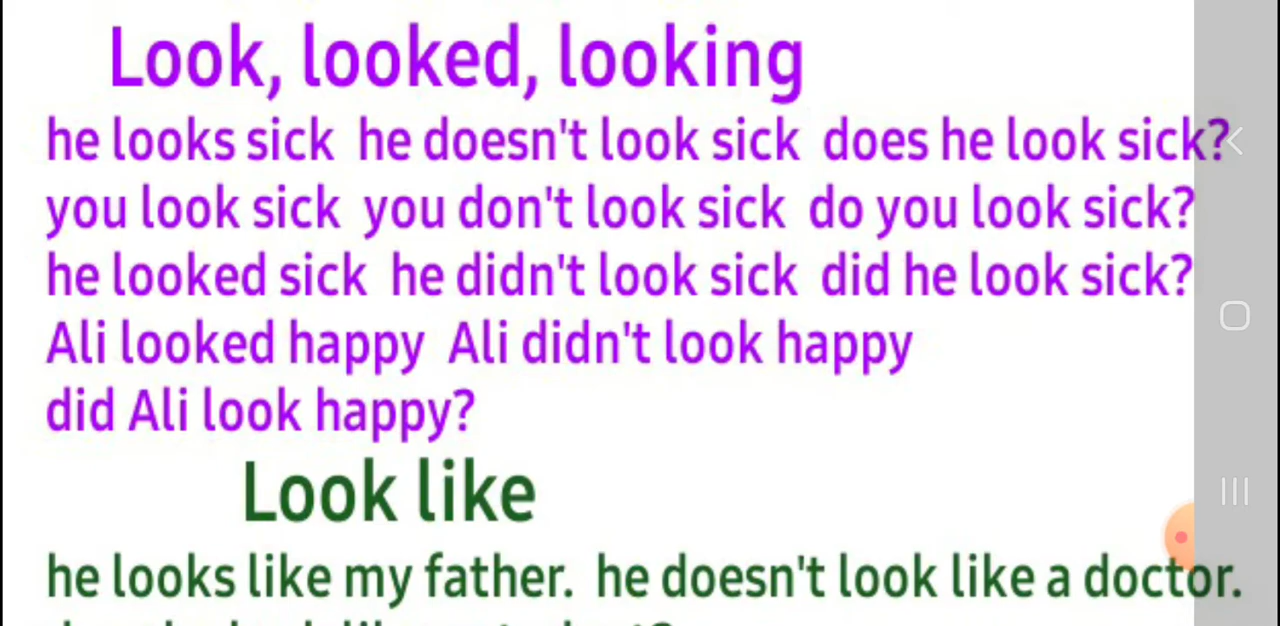 Look, looked, looking
he looks sick he doesn't look sick does he look sick?
you look sick you don't look sick do you look sick?
he looked sick he didn't look sick did he look sick?
Ali looked happy Ali didn't look happy
did Ali look happy?
Look like
he looks like my father. he doesn't look like a doctor.